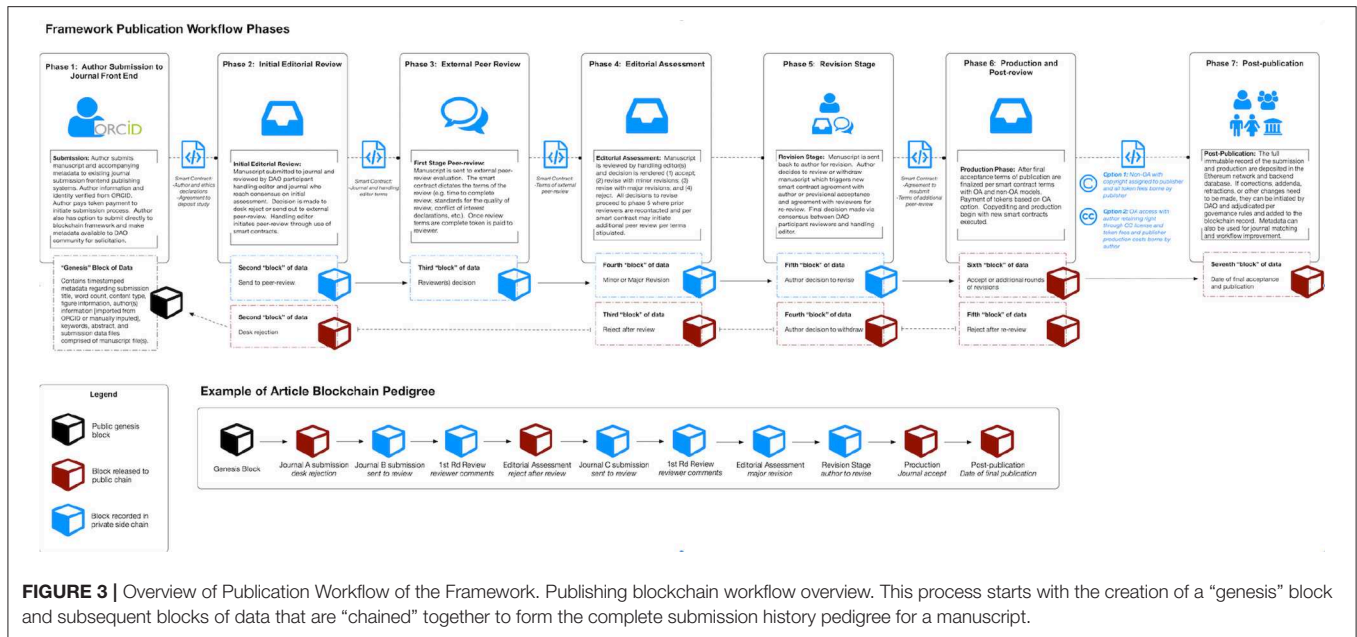 Framework Publication Workflow Phases
Phase 1: Author Submission to
Journal Front End
ORCiD
Submission: Author submits
manuscript and accompanying
metadata to existing journal
submission frontend publishing
systems. Author information and
identity verified from ORCID.
Author pays token payment to
initiate submission process. Author
also has option to submit directly to
blockchain framework and make
metadata available to DAO
community for solicitation.
Smart Contract:
-Author and ethics
declarations
-Agreement to
deposit study
Phase 2: Initial Editorial Review
Initial Editorial Review:
Manuscript submitted to journal and
reviewed by DAO participant
handling editor and journal who
reach consensus on initial
assessment. Decision is made to
desk reject or send out to external
peer-review. Handling editor
initiates peer-review through use of
smart contracts.
Smart Contract:
-Journal and handling
editor terms
Phase 3: External Peer Review
First Stage Peer-review:
Manuscript is sent to external peer-
review evaluation. The smart
contract dictates the terms of the
review (e.g. time to complete
review, standards for the quality of
review, conflict of interest
declarations, etc.). Once review
terms are complete token is paid to
reviewer.
Smart Contract:
-Terms of external
peer-review
Phase 4: Editorial Assessment
Editorial Assessment: Manuscript
is reviewed by handling editor(s)
and decision is rendered (1) accept;
(2) revise with minor revisions; (3)
revise with major revisions; and (4)
reject. All decisions to revise
proceed to phase 5 where prior
reviewers are recontacted and per
smart contract may initiate
additional peer review per terms
stipulated.
Phase 5: Revision Stage
Revision Stage: Manuscript is sent
bash to author for revision. Author
decides to review or withdraw
manuscript which triggers new
smart contract agreement with
author or provisional acceptance
and agreement with reviewers for
re-review. Final decision made via
consensus between DAO
participant reviewers and handling
editor.
Smart Contract:
-Agreement to
resubmit
-Terms of additional
peer-review
Phase 6: Production and
Post-review
Production Phase: After final
acceptance terms of publication are
finalized per smart contract terms
with OA and non-OA models.
Payment of tokens based on OA
option. Copyediting and production
begin with new smart contracts
executed.
Option 1: Non-OA with
copyright assigned to publisher
and all token fees borne by
publisher
Option 2: OA access with
author retaining right
through CC licenses and
token fees and publisher
production costs borne by
author
Phase 7: Post-publication
Post-Publication: The full
immutable record of the submission
and production are deposited in the
Ethereum network and backend
database. If corrections, addenda,
retractions, or other changes need
to be made, they can be initiated by
DAO and adjudicated per
governance rules and added to the
blockchain record. Metadata can
also be used for journal matching
and workflow improvement.
"Genesis" Block of Data
Contains timestamped
metadata regarding submission
title, word count, content type,
figure information, author(s)
information (imported from
ORCID or manually inputed),
keywords, abstract, and
submission data files
comprised of manuscript file(s).
Second "block" of data
Send to peer-review
Third "block" of data
Reviewer(s) decision
Fourth "block" of data
Minor or Major Revision
Fifth "block" of data
Author decision to revise
Sixth "block" of data
Accept or additional rounds
of revisions
Seventh "block" of data
Date of final acceptance
and publication
Second "block" of data
Desk rejection
Third "block" of data
Reject after review
Fourth "block" of data
Author decision to withdraw
Fifth "block" of data
Reject after re-review
Legend
Public genesis
block
Block released to
public chain
Block recorded in
private side chain
Example of Article Blockchain Pedigree
Genesis Block
Journal A submission
desk rejection
Journal B submission
sent to review
1st Rd Review
reviewer comments
Editorial Assessment
reject after review
Journal C submission
sent to review
1st Rd Review
reviewer comments
Editorial Assessment
major revision
Revision Stage
author to revise
Production
Journal accept
Post-publication
Date of final publication
FIGURE 3 | Overview of Publication Workflow of the Framework. Publishing blockchain workflow overview. This process starts with the creation of a "genesis" block
and subsequent blocks of data that are "chained" together to form the complete submission history pedigree for a manuscript.